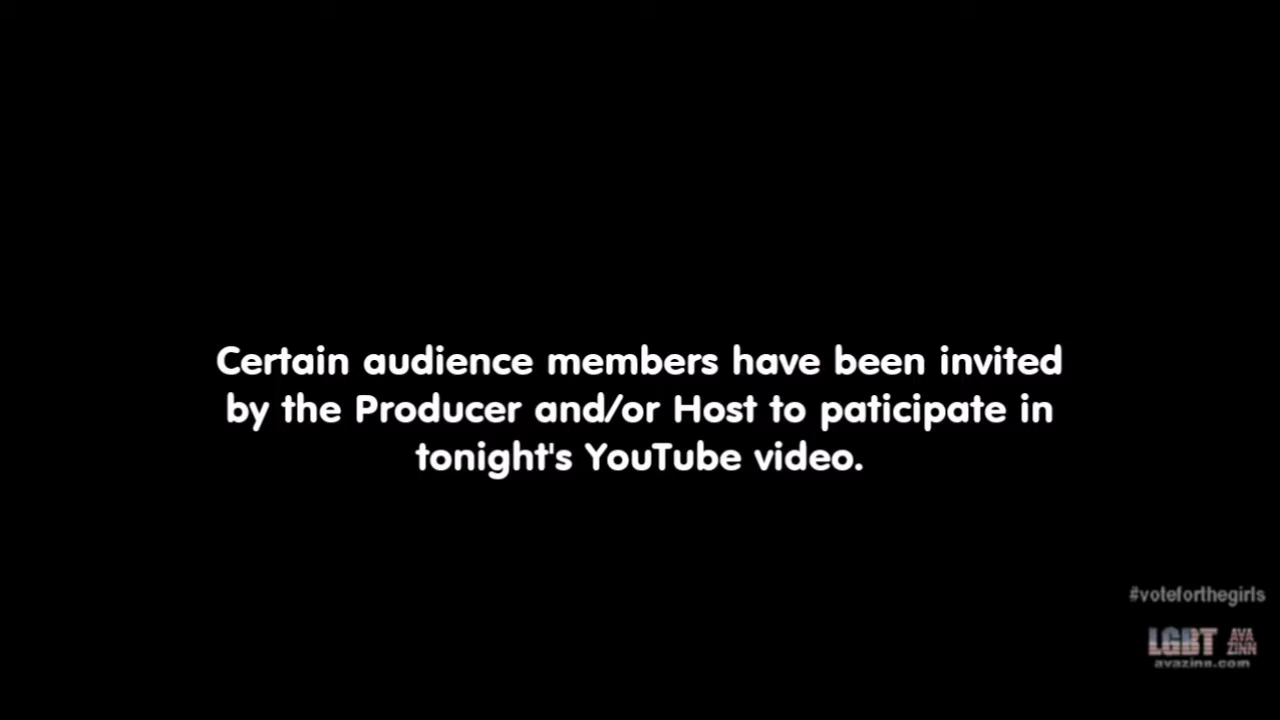 Certain audience members have been invited
by the Producer and/or Host to paticipate in
tonight's YouTube video.
#voteforthegirls
LGBT AVA
ZINN
avazinn.com